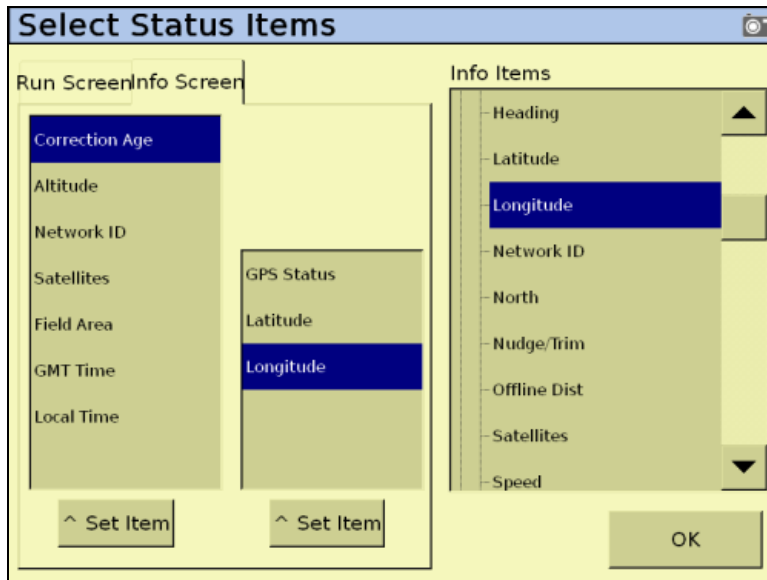 Select Status Items
Run Screen
Info Screen
Correction Age
Altitude
Network ID
Satellites
Field Area
GMT Time
Local Time
^ Set Item
GPS Status
Latitude
Longitude
^ Set Item
Info Items
Heading
Latitude
Longitude
Network ID
North
Nudge/Trim
Offline Dist
Satellites
Speed
OK